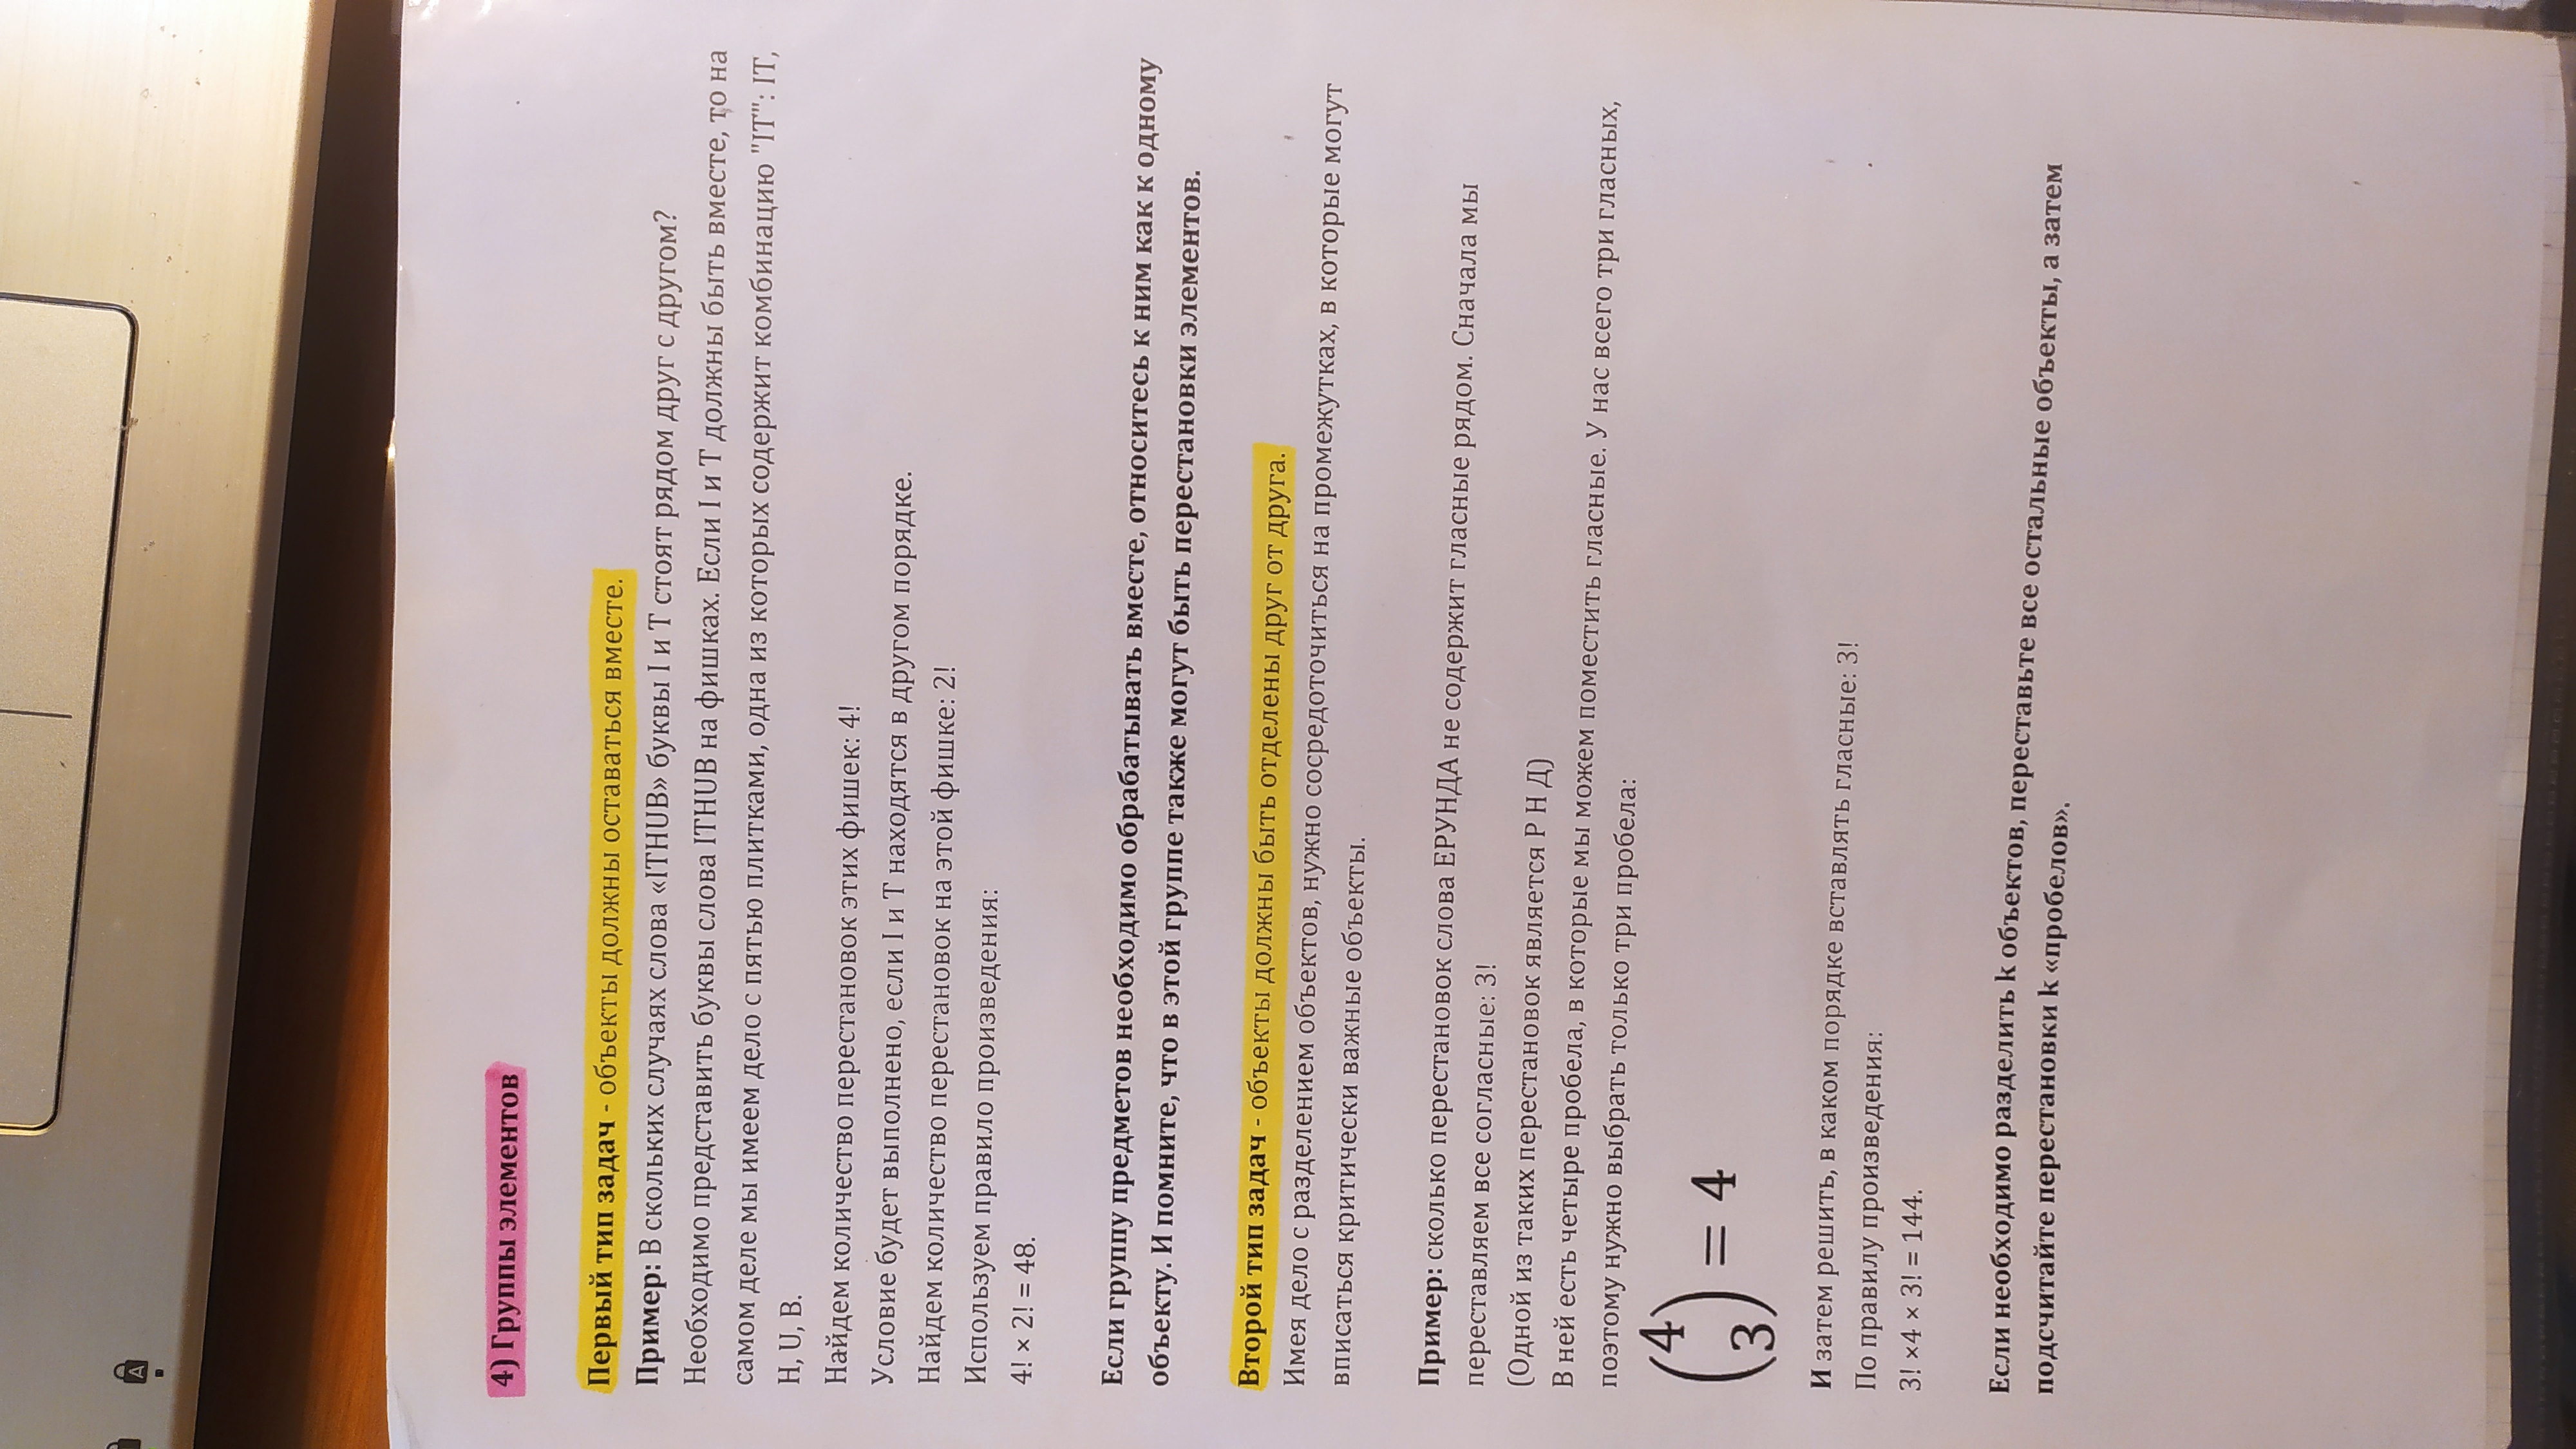 A
4) Группы элементов
Первый тип задач - объекты должны оставаться вместе.
Пример: В скольких случаях слова «ITHUB» буквы I и T стоят рядом друг с другом?
Необходимо представить буквы слова ITHUB на фишках. Если I и T должны быть вместе, то на
самом деле мы имеем дело с пятью плитками, одна из которых содержит комбинацию "IT": IT,
H, U, B.
Найдем количество перестановок этих фишек: 4!
Условие будет выполнено, если I и T находятся в другом порядке.
Найдем количество перестановок на этой фишке: 2!
Используем правило произведения:
4! × 2! = 48.
Если группу предметов необходимо обрабатывать вместе, относитесь к ним как к одному
объекту. И помните, что в этой группе также могут быть перестановки элементов.
Второй тип задач - объекты должны быть отделены друг от друга.
Имея дело с разделением объектов, нужно сосредоточиться на промежутках, в которые могут
вписаться критически важные объекты.
Пример: сколько перестановок слова ЕРУНДА не содержит гласные рядом. Сначала мы
переставляем все согласные: 3!
(Одной из таких перестановок является Р Н Д)
В ней есть четыре пробела, в которые мы можем поместить гласные. У нас всего три гласных,
поэтому нужно выбрать только три пробела:
(4
3) = 4
И затем решить, в каком порядке вставлять гласные: 3!
По правилу произведения:
3! ×4 × 3! = 144.
Если необходимо разделить k объектов, переставьте все остальные объекты, а затем
подсчитайте перестановки k «пробелов».